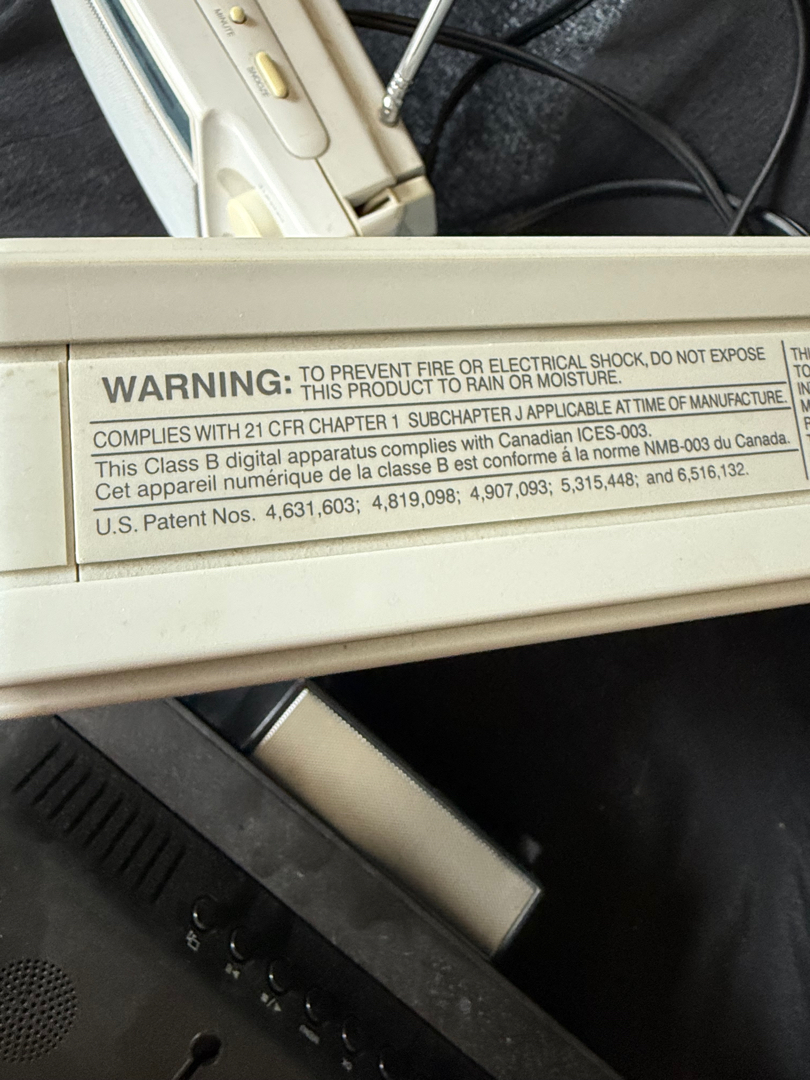 MINUTE
SNOOZE
WARNING: TO PREVENT FIRE OR ELECTRICAL SHOCK, DO NOT EXPOSE
THIS PRODUCT TO RAIN OR MOISTURE.
COMPLIES WITH 21 CFR CHAPTER 1 SUBCHAPTER J APPLICABLE AT TIME OF MANUFACTURE.
This Class B digital apparatus complies with Canadian ICES-003.
Cet appareil numérique de la classe B est conforme á la norme NMB-003 du Canada.
U.S. Patent Nos. 4,631,603; 4,819,098; 4,907,093; 5,315,448; and 6,516,132.